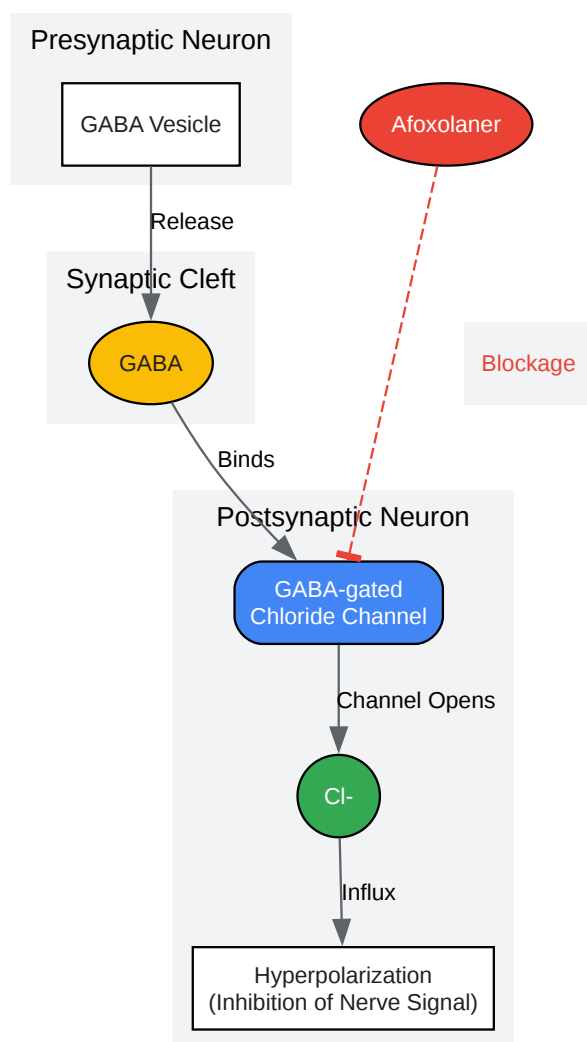 Presynaptic Neuron
GABA Vesicle
Afoxolaner
Release
Synaptic Cleft
GABA
Blockage
Binds
Postsynaptic Neuron
GABA-gated
Chloride Channel
Channel Opens
Cl-
Influx
Hyperpolarization
(Inhibition of Nerve Signal)